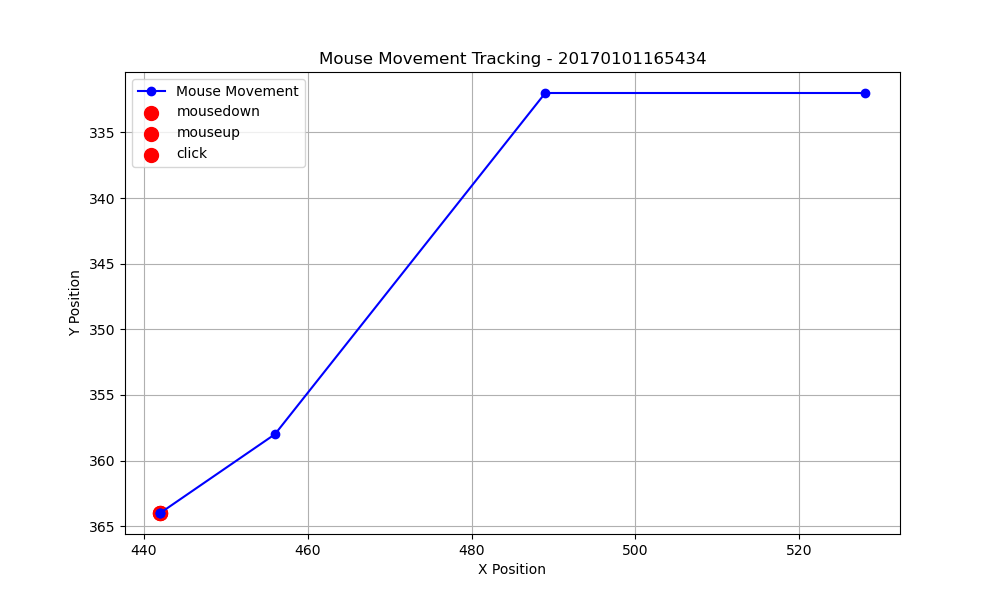 Mouse Movement Tracking - 20170101165434
Mouse Movement
mousedown
mouseup
click
335
340
345
350
355
360
365
Y Position
440 460 480 500 520
X Position